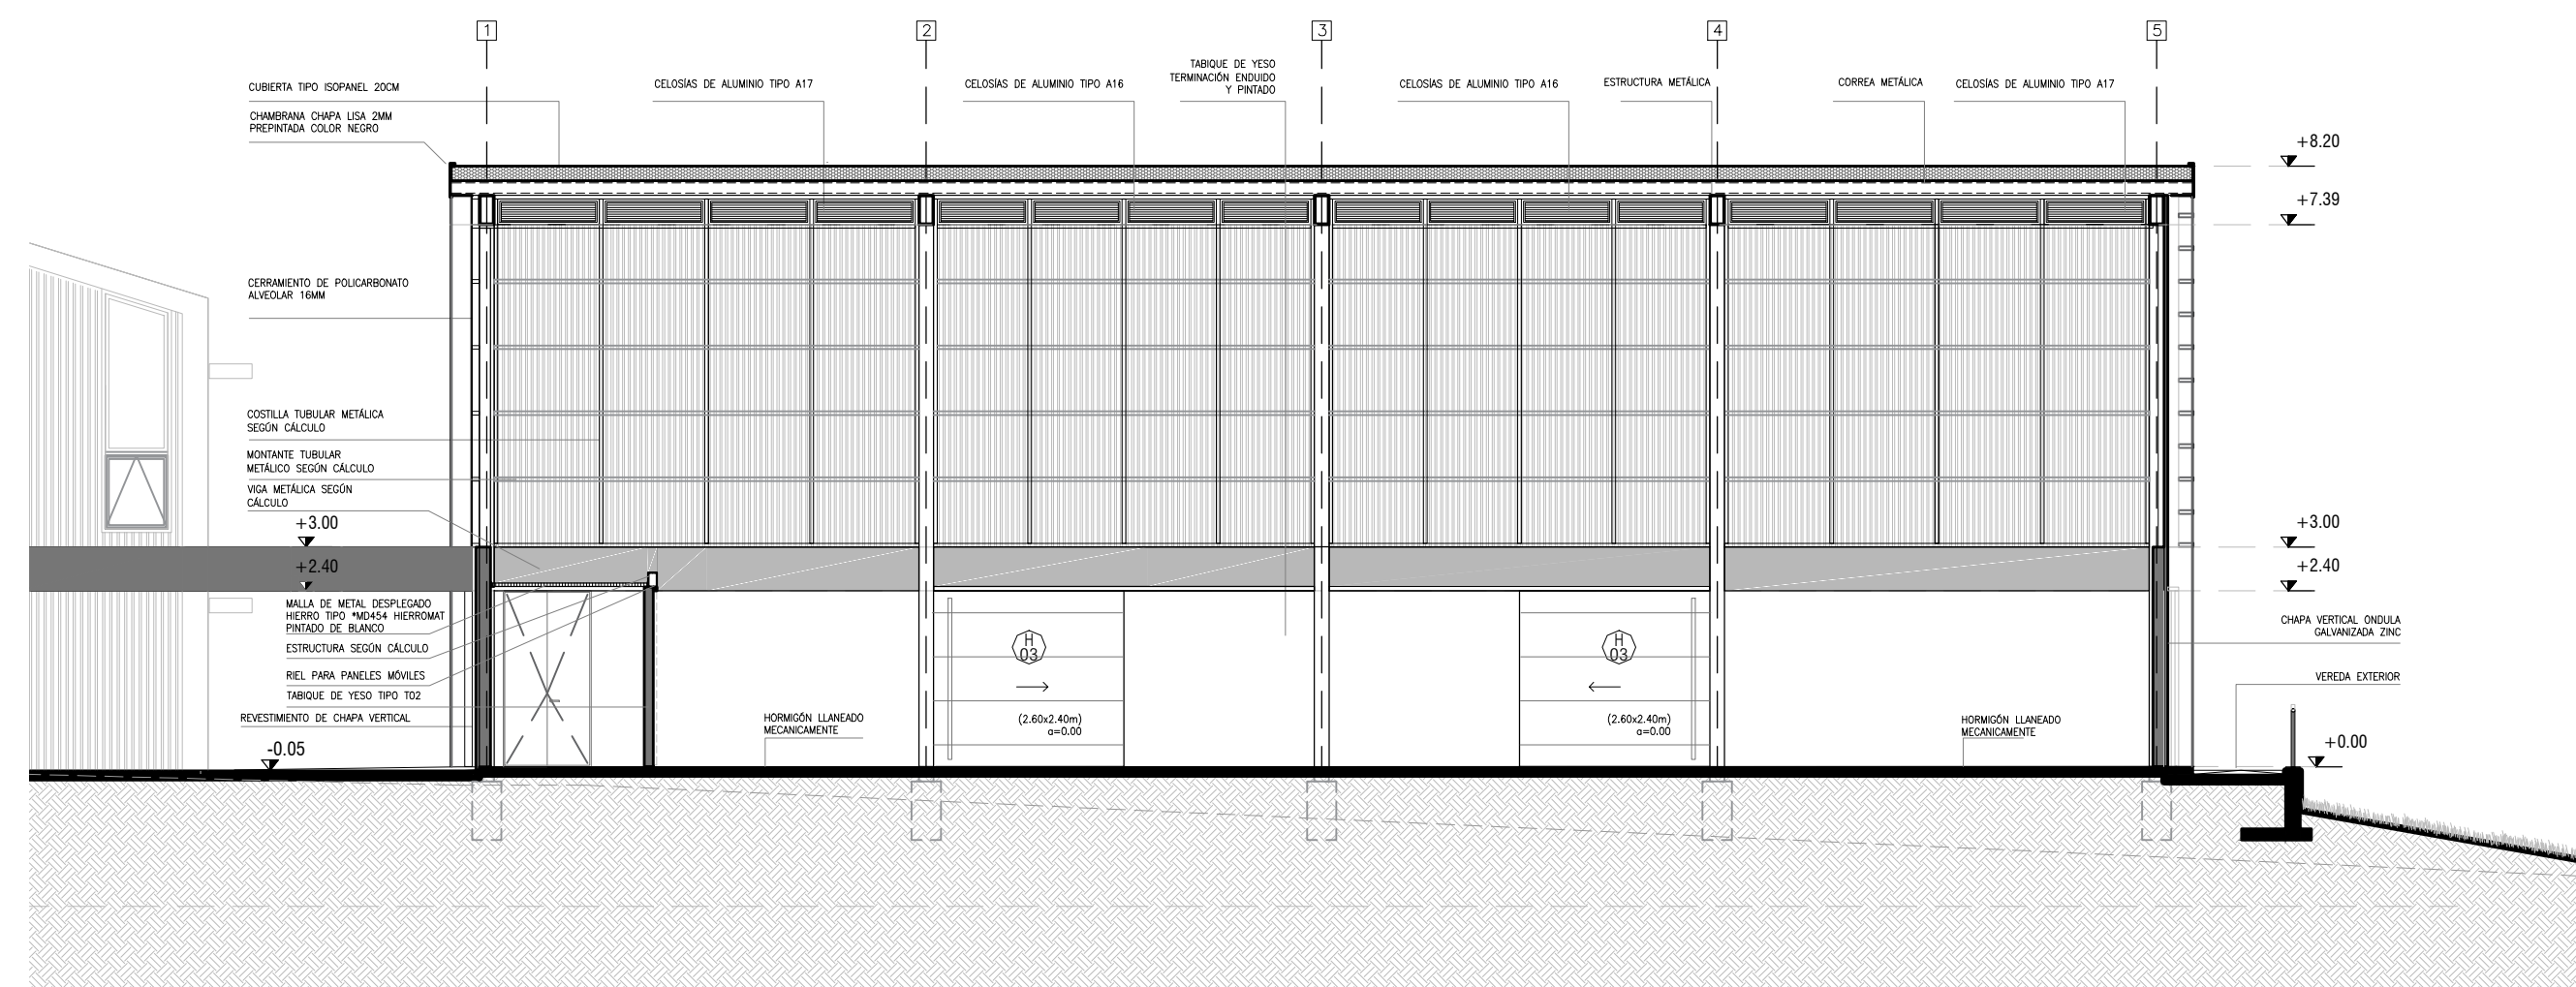 1
2
3
4
5
CUBIERTA TIPO ISOPANEL 20CM
CHAMBRANA CHAPA LISA 2MM
PREPINTADA COLOR NEGRO
CELOSÍAS DE ALUMINIO TIPO A17
CELOSÍAS DE ALUMINIO TIPO A16
TABIQUE DE YESO
TERMINACIÓN ENDUIDO
Y PINTADO
CELOSÍAS DE ALUMINIO TIPO A16
ESTRUCTURA METÁLICA
CORREA METÁLICA
CELOSÍAS DE ALUMINIO TIPO A17
+8.20
+7.39
CERRAMIENTO DE POLICARBONATO
ALVEOLAR 16MM
COSTILLA TUBULAR METÁLICA
SEGÚN CÁLCULO
MONTANTE TUBULAR
METÁLICO SEGÚN CÁLCULO
VIGA METÁLICA SEGÚN
CÁLCULO
+3.00
+2.40
+3.00
+2.40
MALLA DE METAL DESPLEGADO
HIERRO TIPO *MD454 HIERROMAT
PINTADO DE BLANCO
ESTRUCTURA SEGÚN CÁLCULO
RIEL PARA PANELES MÓVILES
TABIQUE DE YESO TIPO T02
REVESTIMIENTO DE CHAPA VERTICAL
-0.05
HORMIGÓN LLANEADO
MECANICAMENTE
H
03
(2.60x2.40m)
a=0.00
H
03
(2.60x2.40m)
a=0.00
HORMIGÓN LLANEADO
MECANICAMENTE
CHAPA VERTICAL ONDULA
GALVANIZADA ZINC
VEREDA EXTERIOR
+0.00